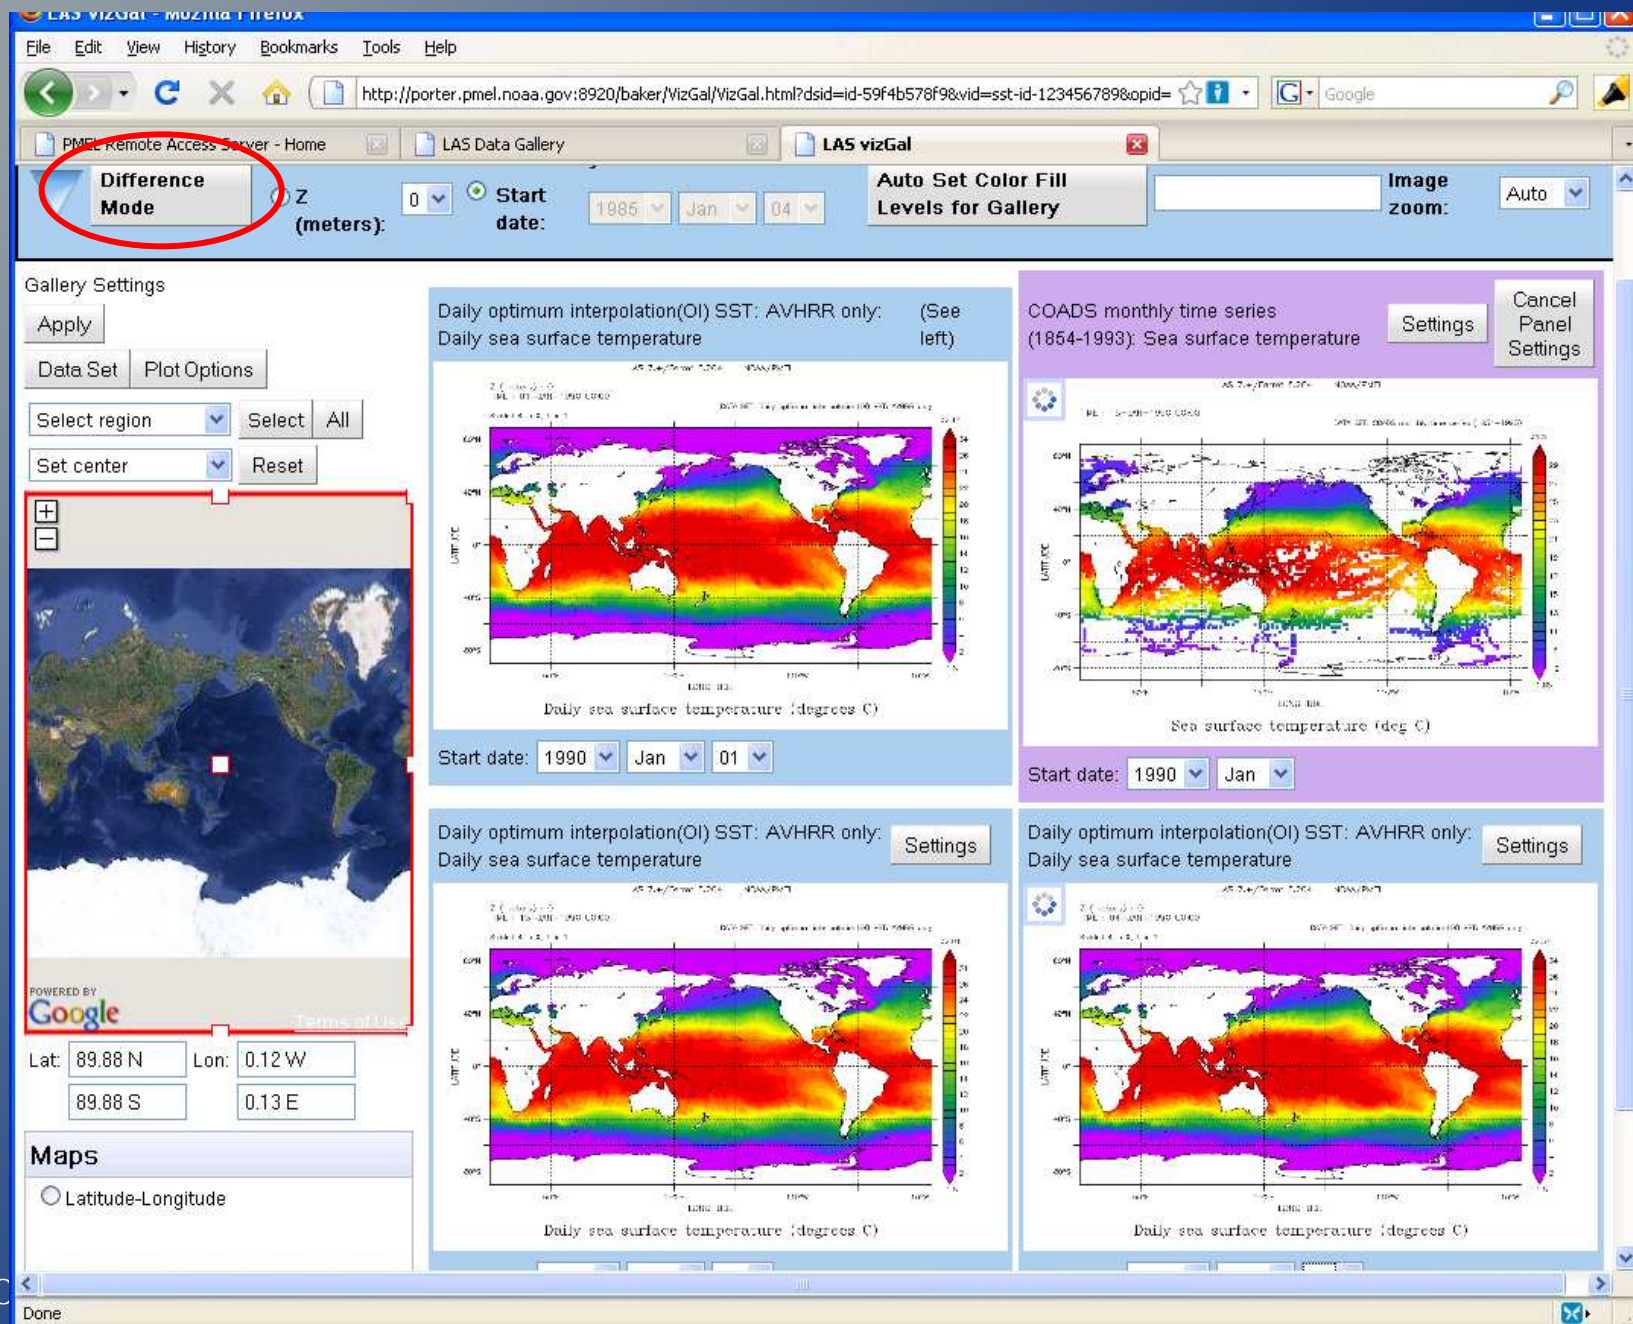 LAS VizGal - Mozilla Firefox
File Edit View History Bookmarks Tools Help
http://porter.pmel.noaa.gov:8920/baker/VizGal/VizGal.html?dsid=id-59f4b578f9&vid=sst-id-123456789&opid=
Google
PMEL Remote Access Server - Home
LAS Data Gallery
LAS vizGal
Difference
Mode
Z
(meters):
0
Start
date:
1985 Jan 04
Auto Set Color Fill
Levels for Gallery
Image
zoom:
Auto
Gallery Settings
Apply
Data Set Plot Options
Select region Select All
Set center Reset
POWERED BY
Google
Terms of Use
Lat: 89.88 N Lon: 0.12 W
89.88 S 0.13 E
Maps
Latitude-Longitude
Daily optimum interpolation(OI) SST: AVHRR only: (See
Daily sea surface temperature left)
LATITUDE
Daily sea surface temperature (degrees C)
Start date: 1990 Jan 01
COADS monthly time series
(1854-1993): Sea surface temperature
Settings
Cancel
Panel
Settings
LATITUDE
Sea surface temperature (deg C)
Start date: 1990 Jan
Daily optimum interpolation(OI) SST: AVHRR only:
Daily sea surface temperature
Settings
LATITUDE
Daily sea surface temperature (degrees C)
Daily optimum interpolation(OI) SST: AVHRR only:
Daily sea surface temperature
Settings
LATITUDE
Daily sea surface temperature (degrees C)
Done